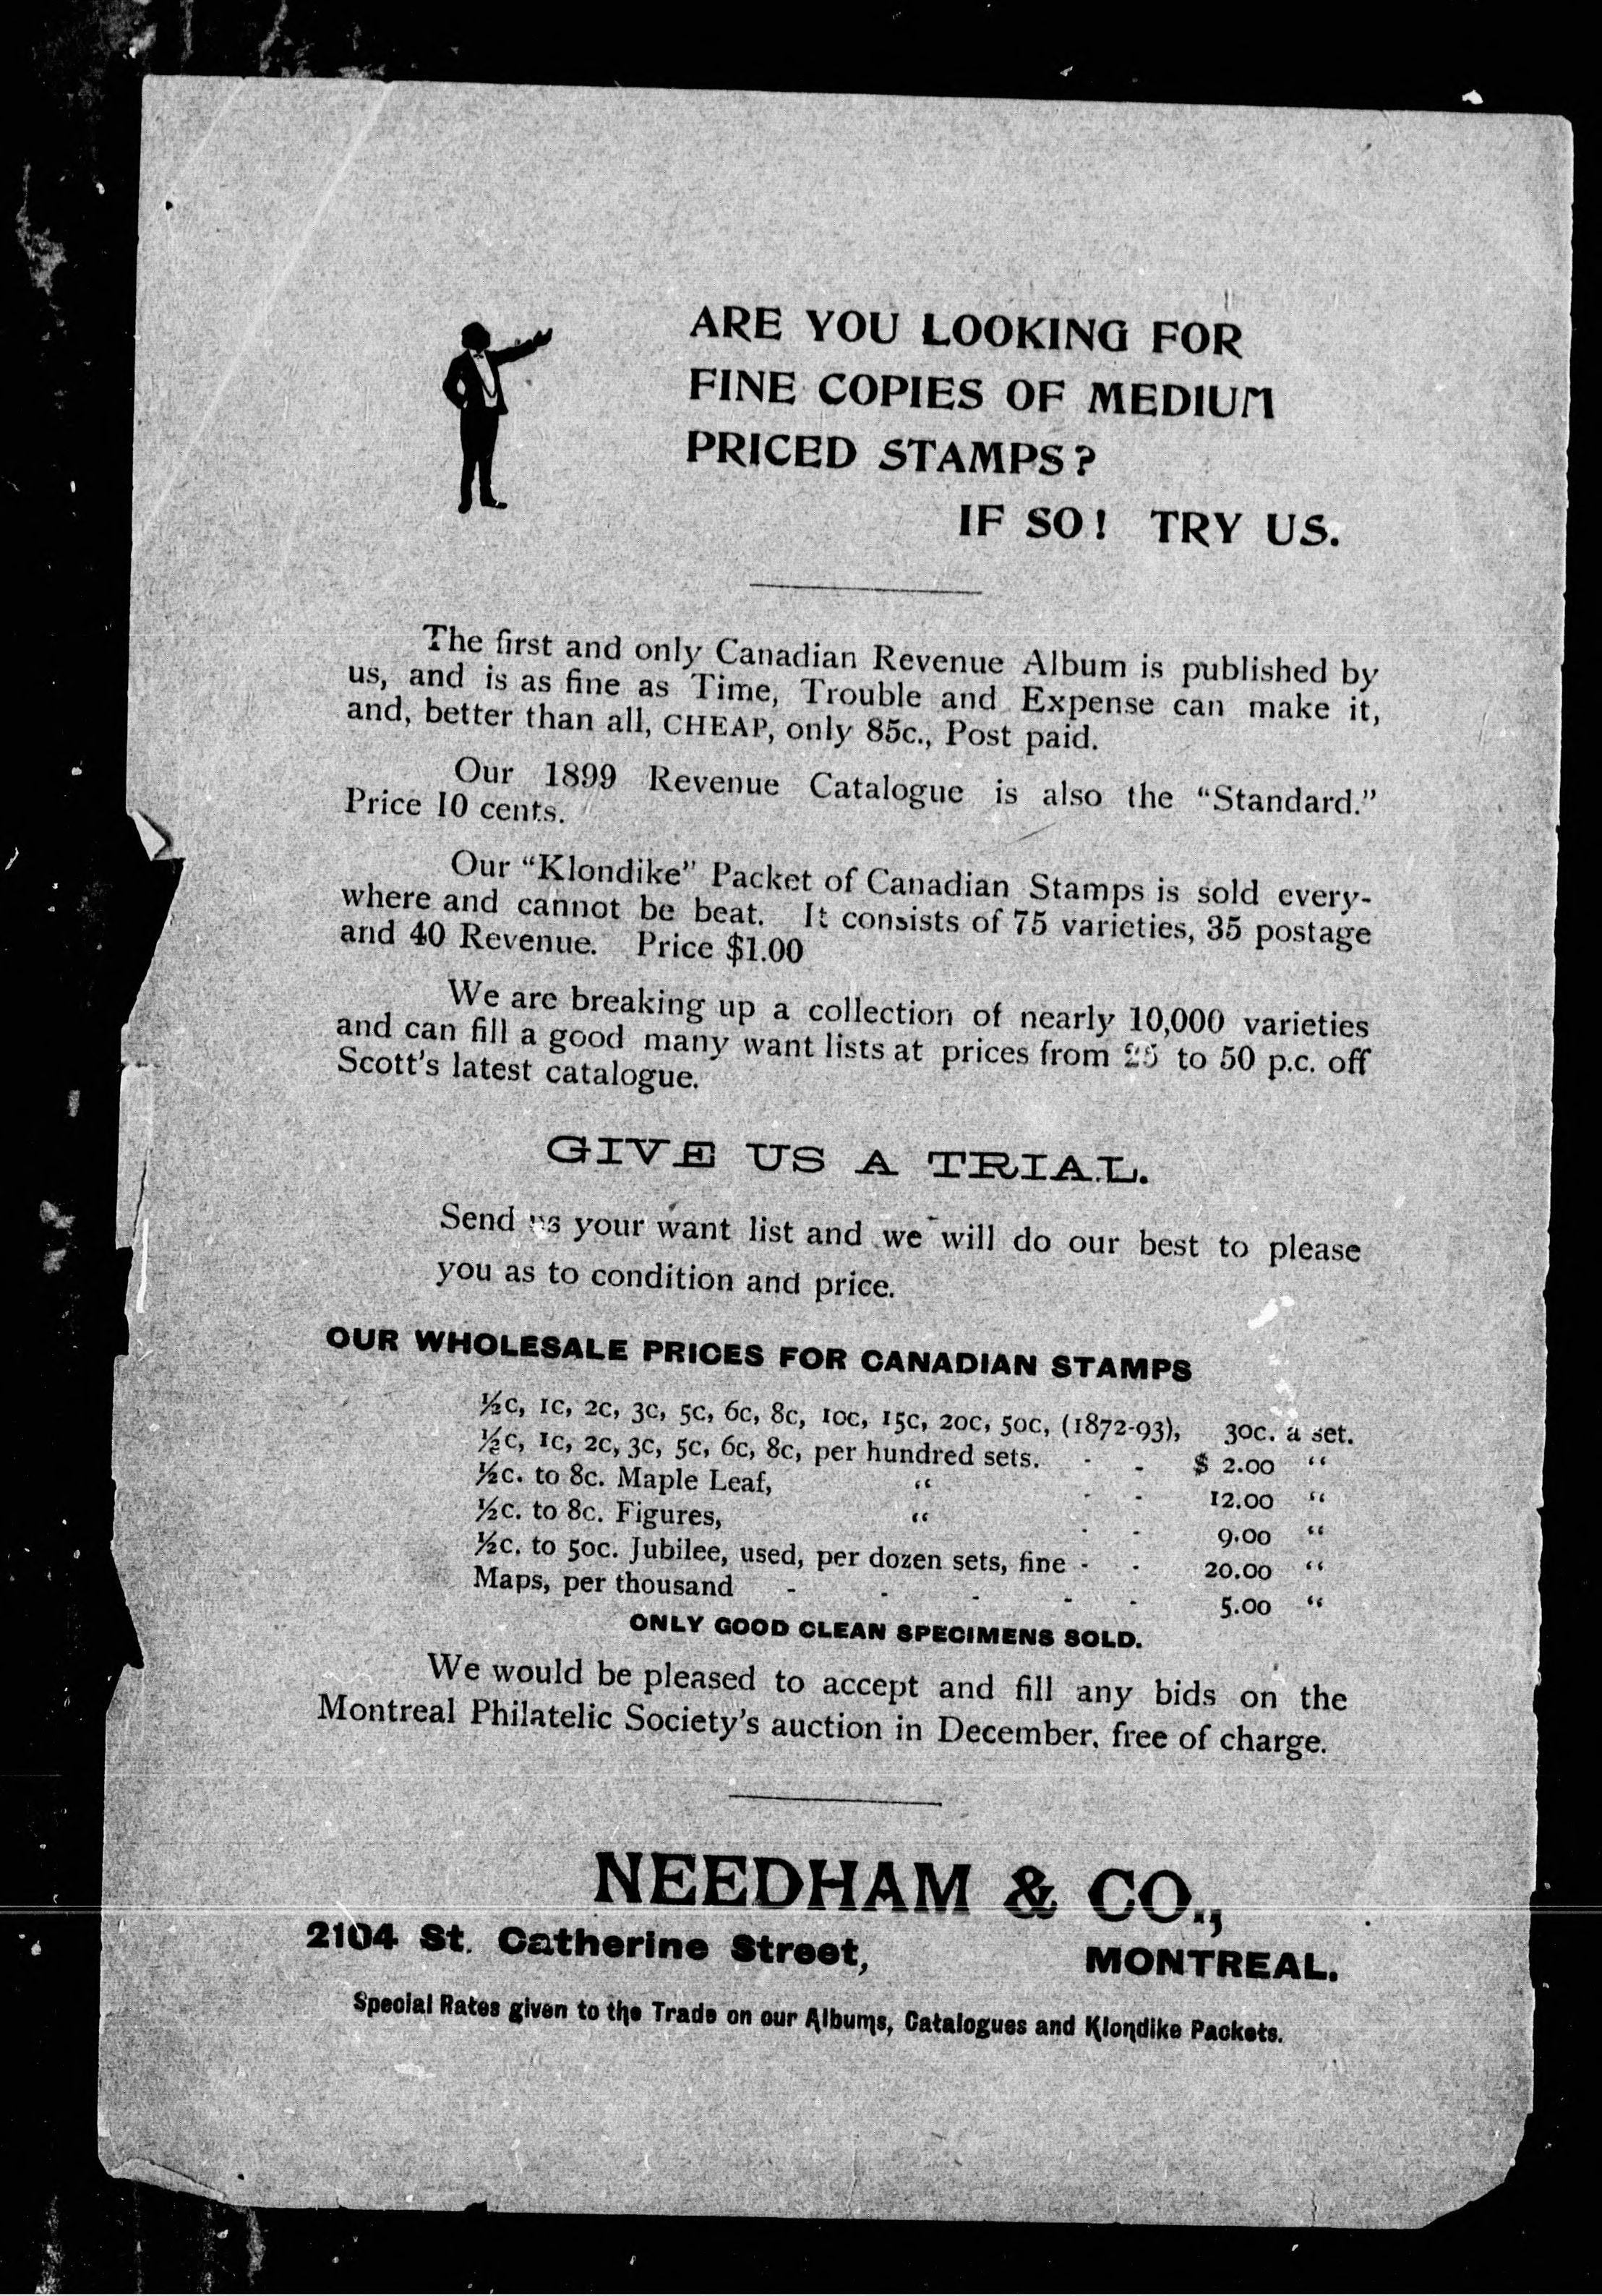 ARE YOU LOOKING FOR
FINE COPIES OF MEDIUM
PRICED STAMPS?
IF SO! TRY US.
The first and only Canadian Revenue Album is published by
us, and is as fine as Time, Trouble and Expense can make it,
and, better than all, CHEAP, only 85c., Post paid.
Our 1899 Revenue Catalogue is also the “Standard.”
Price 10 cents.
Our “Klondike” Packet of Canadian Stamps is sold every-
where and cannot be beat. It consists of 75 varieties, 35 postage
and 40 Revenue. Price $1.00
We are breaking up a collection of nearly 10,000 varieties
and can fill a good many want lists at prices from 25 to 50 p.c. off
Scott's latest catalogue.
GIVE US A TRIAL.
Send us your want list and we will do our best to please
you as to condition and price.
OUR WHOLESALE PRICES FOR CANADIAN STAMPS
½c, 1c, 2c, 3c, 5c, 6c, 8c, 10c, 15c, 20c, 50c, (1872-93), 30c. a set.
½c, 1c, 2c, 3c, 5c, 6c, 8c, per hundred sets. - - $ 2.00 “
½c. to 8c. Maple Leaf, “ - - 12.00 “
½c. to 8c. Figures, “ - - 9.00 “
½c. to 50c. Jubilee, used, per dozen sets, fine - - 20.00 “
Maps, per thousand - - - - - 5.00 “
ONLY GOOD CLEAN SPECIMENS SOLD.
We would be pleased to accept and fill any bids on the
Montreal Philatelic Society's auction in December, free of charge.
NEEDHAM & CO.,
2104 St. Catherine Street, MONTREAL.
Special Rates given to the Trade on our Albums, Catalogues and Klondike Packets.